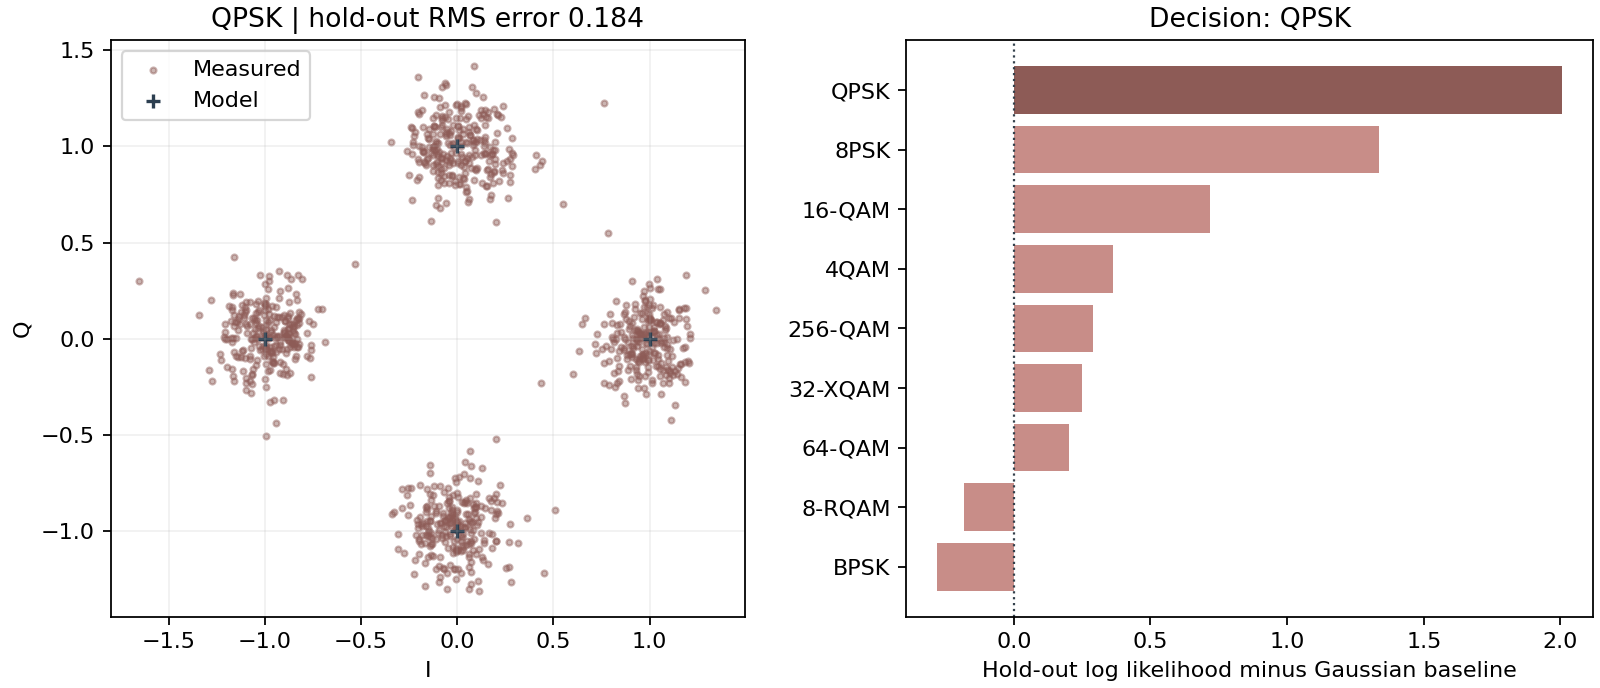 QPSK | hold-out RMS error 0.184
Measured
Model
1.5
1.0
0.5
0.0
−0.5
−1.0
Q
−1.5
−1.0
−0.5
0.0
0.5
1.0
I
Decision: QPSK
QPSK
8PSK
16-QAM
4QAM
256-QAM
32-XQAM
64-QAM
8-RQAM
BPSK
0.0
0.5
1.0
1.5
2.0
Hold-out log likelihood minus Gaussian baseline